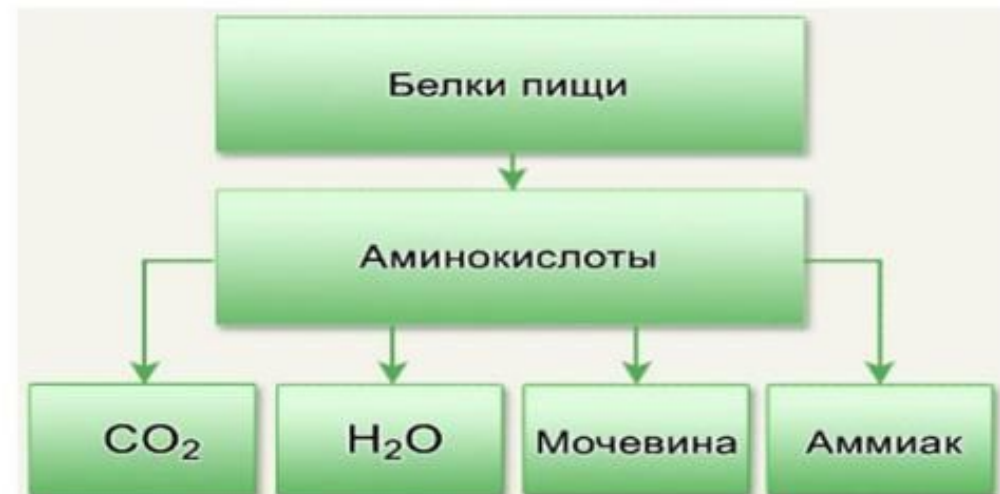 Белки пищи
Аминокислоты
CO₂
H₂O
Мочевина
Аммиак